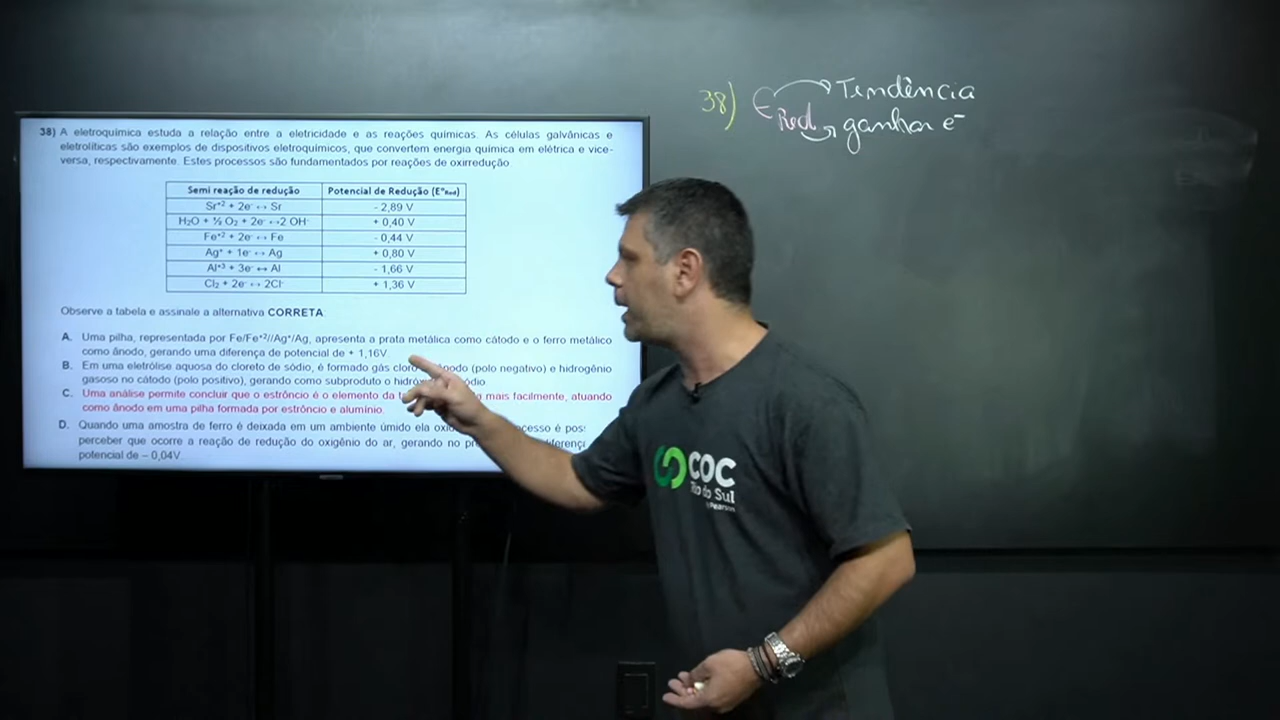 38) A eletroquímica estuda a relação entre a eletricidade e as reações químicas. As células galvânicas e
eletrolíticas são exemplos de dispositivos eletroquímicos, que convertem energia química em elétrica e vice-
versa, respectivamente. Estes processos são fundamentados por reações de oxirredução.
Semi reação de redução Potencial de Redução (E°Red)
Sr⁺² + 2e⁻ ↔ Sr - 2,89 V
H₂O + ½ O₂ + 2e⁻ ↔ 2 OH⁻ + 0,40 V
Fe⁺² + 2e⁻ ↔ Fe - 0,44 V
Ag⁺ + 1e⁻ ↔ Ag + 0,80 V
Al⁺³ + 3e⁻ ↔ Al - 1,66 V
Cl₂ + 2e⁻ ↔ 2Cl⁻ + 1,36 V
Observe a tabela e assinale a alternativa CORRETA
A. Uma pilha, representada por Fe/Fe⁺²//Ag⁺/Ag, apresenta a prata metálica como cátodo e o ferro metálico
como ânodo, gerando uma diferença de potencial de + 1,16V.
B. Em uma eletrólise aquosa do cloreto de sódio, é formado gás cloro (polo negativo) e hidrogênio
gasoso no cátodo (polo positivo), gerando como subproduto o
C. Uma análise permite concluir que o estrôncio é o elemento da mais facilmente, atuando
como ânodo em uma pilha formada por estrôncio e alumínio.
D. Quando uma amostra de ferro é deixada em um ambiente úmido ela
perceber que ocorre a reação de redução do oxigênio do ar, gerando no
potencial de – 0,04V.
38) E Red Tendência
ganhar e⁻
COC
Rio do Sul
Pearson